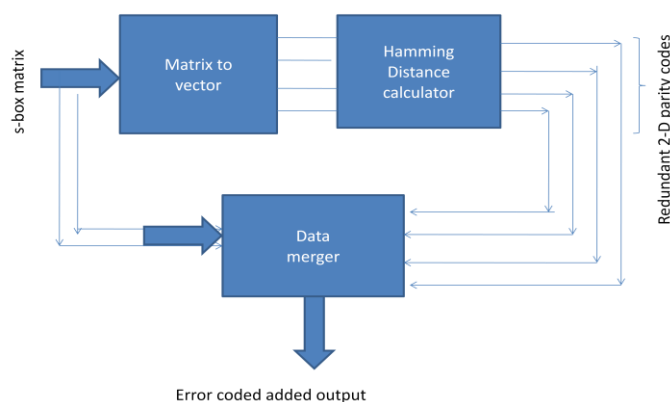 s-box matrix
Matrix to
vector
Hamming
Distance
calculator
Redundant 2-D parity codes
Data
merger
Error coded added output